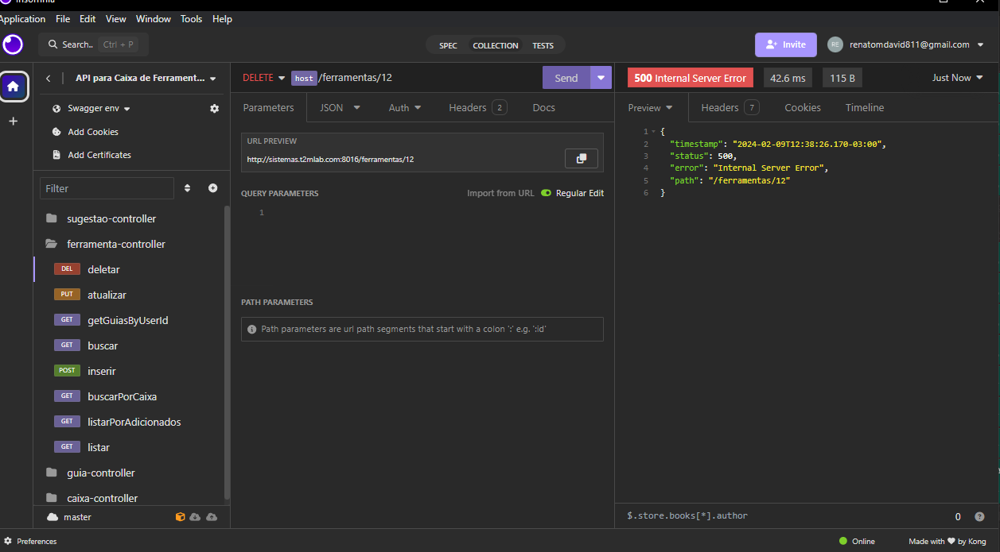 Insomnia
Application File Edit View Window Tools Help
Search.. Ctrl + P
SPEC COLLECTION TESTS
Invite
RE renatomdavid811@gmail.com
API para Caixa de Ferrament...
Swagger env
Add Cookies
Add Certificates
Filter
sugestao-controller
ferramenta-controller
DEL deletar
PUT atualizar
GET getGuiasByUserId
GET buscar
POST inserir
GET buscarPorCaixa
GET listarPorAdicionados
GET listar
guia-controller
caixa-controller
master
DELETE host /ferramentas/12 Send
Parameters JSON Auth Headers 2 Docs
URL PREVIEW
http://sistemas.t2mlab.com:8016/ferramentas/12
QUERY PARAMETERS Import from URL Regular Edit
1
PATH PARAMETERS
Path parameters are url path segments that start with a colon ':' e.g. ':id'
500 Internal Server Error 42.6 ms 115 B Just Now
Preview Headers 7 Cookies Timeline
1 {
2 "timestamp": "2024-02-09T12:38:26.170-03:00",
3 "status": 500,
4 "error": "Internal Server Error",
5 "path": "/ferramentas/12"
6 }
$.store.books[*].author 0
Preferences
Online Made with ♥ by Kong